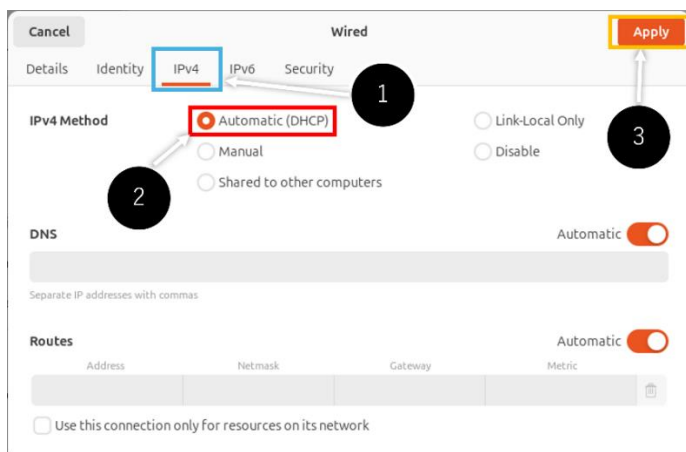 Cancel Wired Apply
Details Identity IPv4 IPv6 Security
1
IPv4 Method Automatic (DHCP) Link-Local Only
3
Manual Disable
2
Shared to other computers
DNS Automatic
Separate IP addresses with commas
Routes Automatic
Address Netmask Gateway Metric
Use this connection only for resources on its network